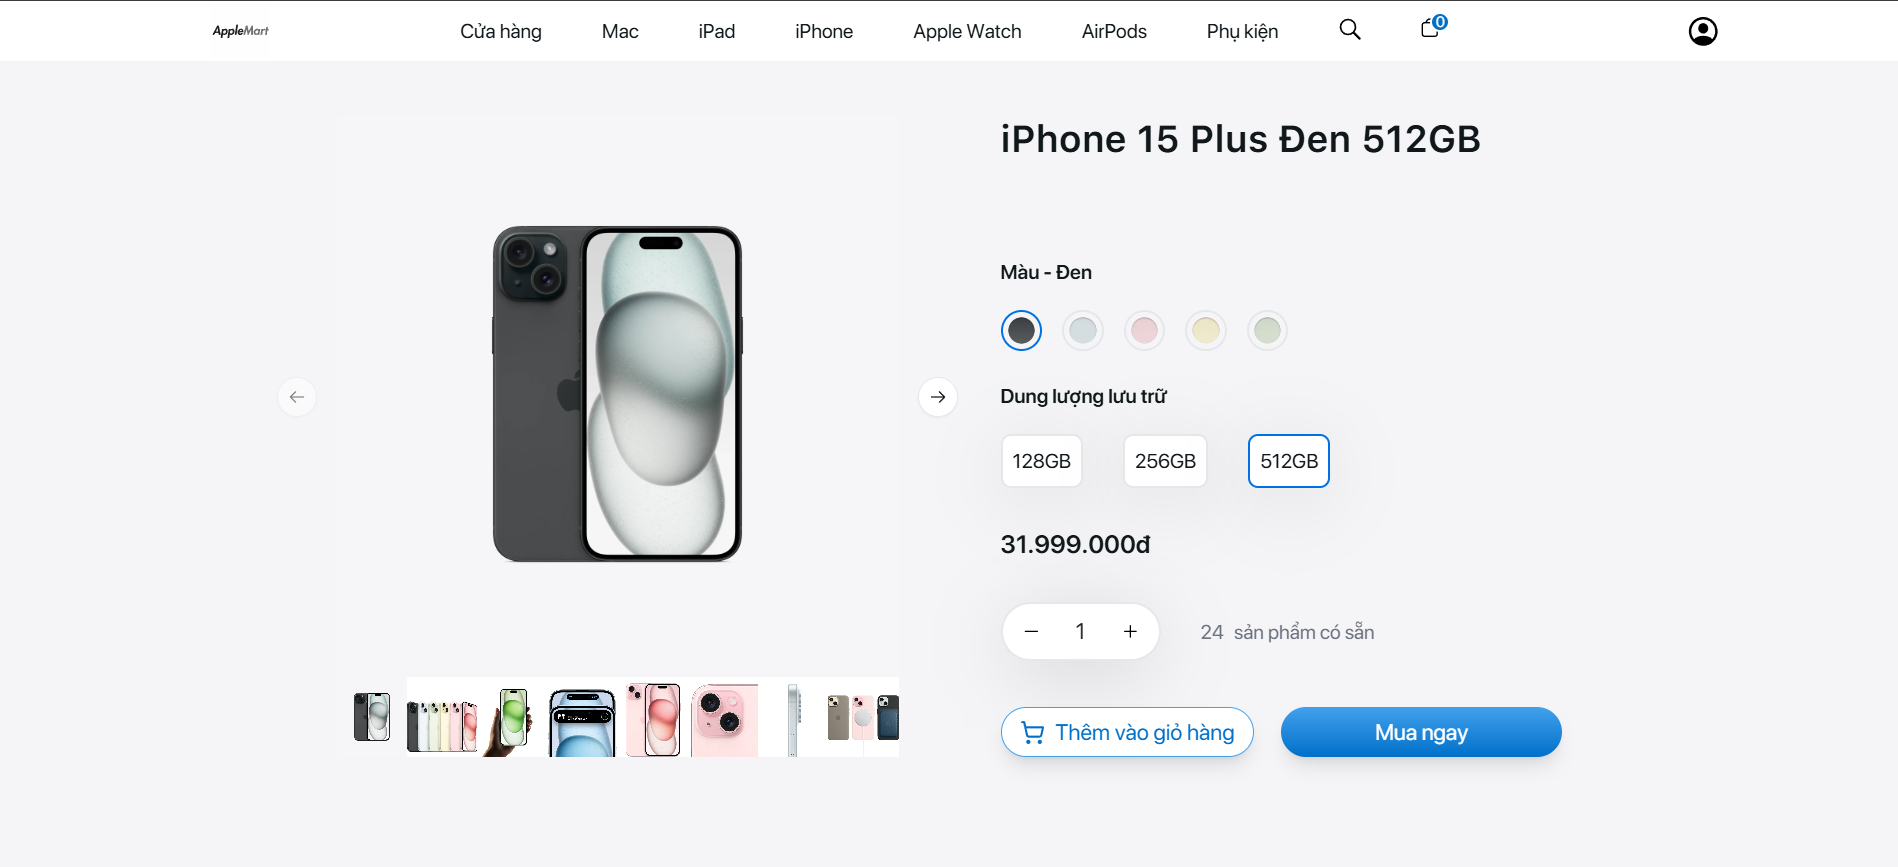 AppleMart
Cửa hàng
Mac
iPad
iPhone
Apple Watch
AirPods
Phụ kiện
0
iPhone 15 Plus Đen 512GB
Màu - Đen
Dung lượng lưu trữ
128GB
256GB
512GB
31.999.000đ
1
24 sản phẩm có sẵn
Thêm vào giỏ hàng
Mua ngay